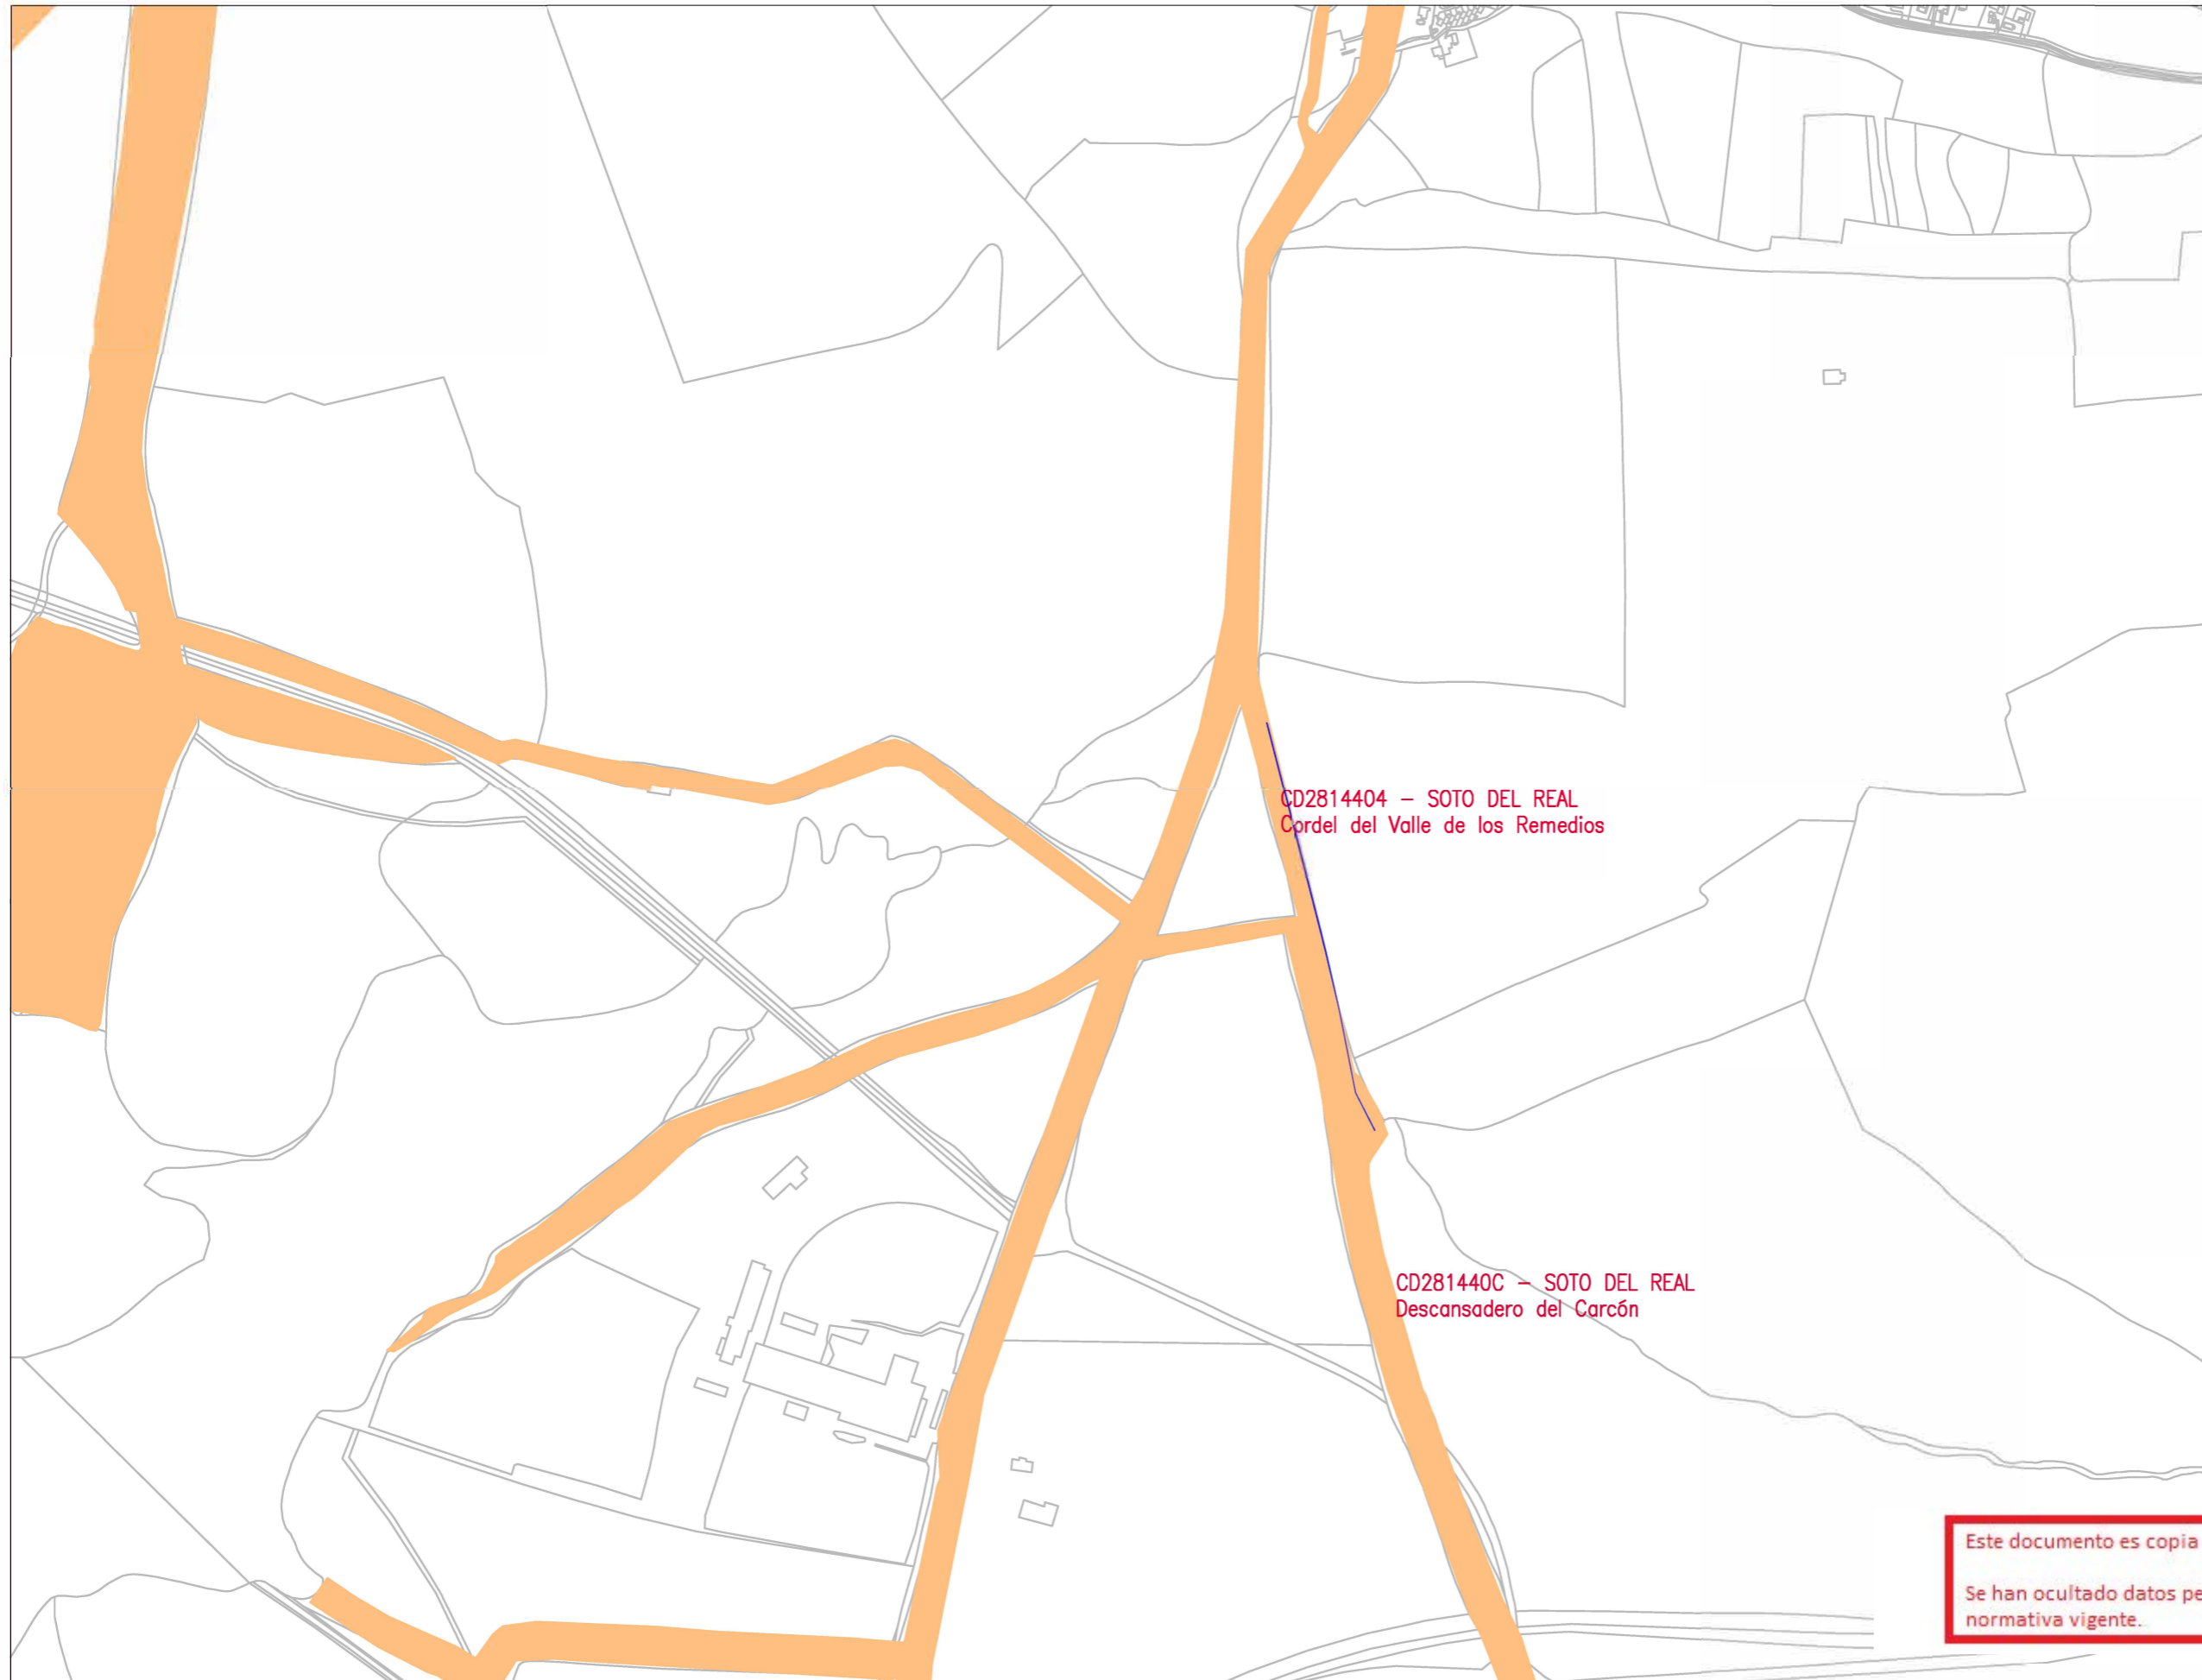 CD2814404 – SOTO DEL REAL
Cordel del Valle de los Remedios
CD281440C – SOTO DEL REAL
Descansadero del Carcón
Este documento es copia
Se han ocultado datos pe
normativa vigente.